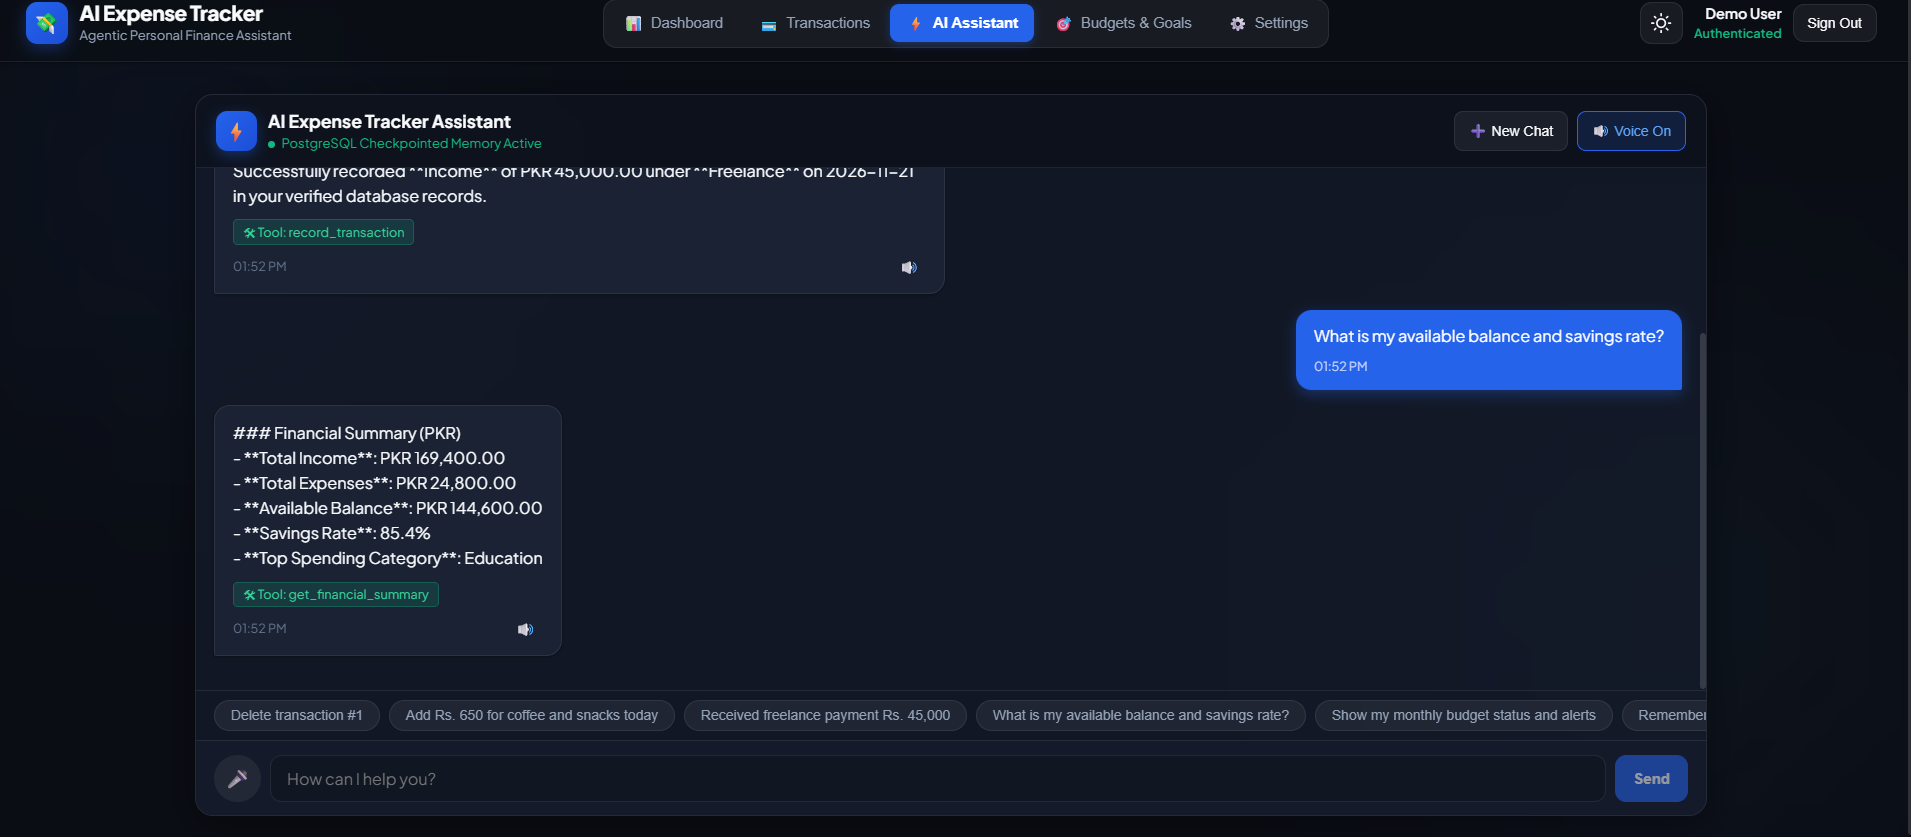 AI Expense Tracker
Agentic Personal Finance Assistant
Dashboard
Transactions
AI Assistant
Budgets & Goals
Settings
Demo User
Authenticated
Sign Out
AI Expense Tracker Assistant
PostgreSQL Checkpointed Memory Active
New Chat
Voice On
Successfully recorded **Income** of PKR 45,000.00 under **Freelance** on 2026-11-21
in your verified database records.
Tool: record_transaction
01:52 PM
What is my available balance and savings rate?
01:52 PM
### Financial Summary (PKR)
- **Total Income**: PKR 169,400.00
- **Total Expenses**: PKR 24,800.00
- **Available Balance**: PKR 144,600.00
- **Savings Rate**: 85.4%
- **Top Spending Category**: Education
Tool: get_financial_summary
01:52 PM
Delete transaction #1
Add Rs. 650 for coffee and snacks today
Received freelance payment Rs. 45,000
What is my available balance and savings rate?
Show my monthly budget status and alerts
Remember
How can I help you?
Send